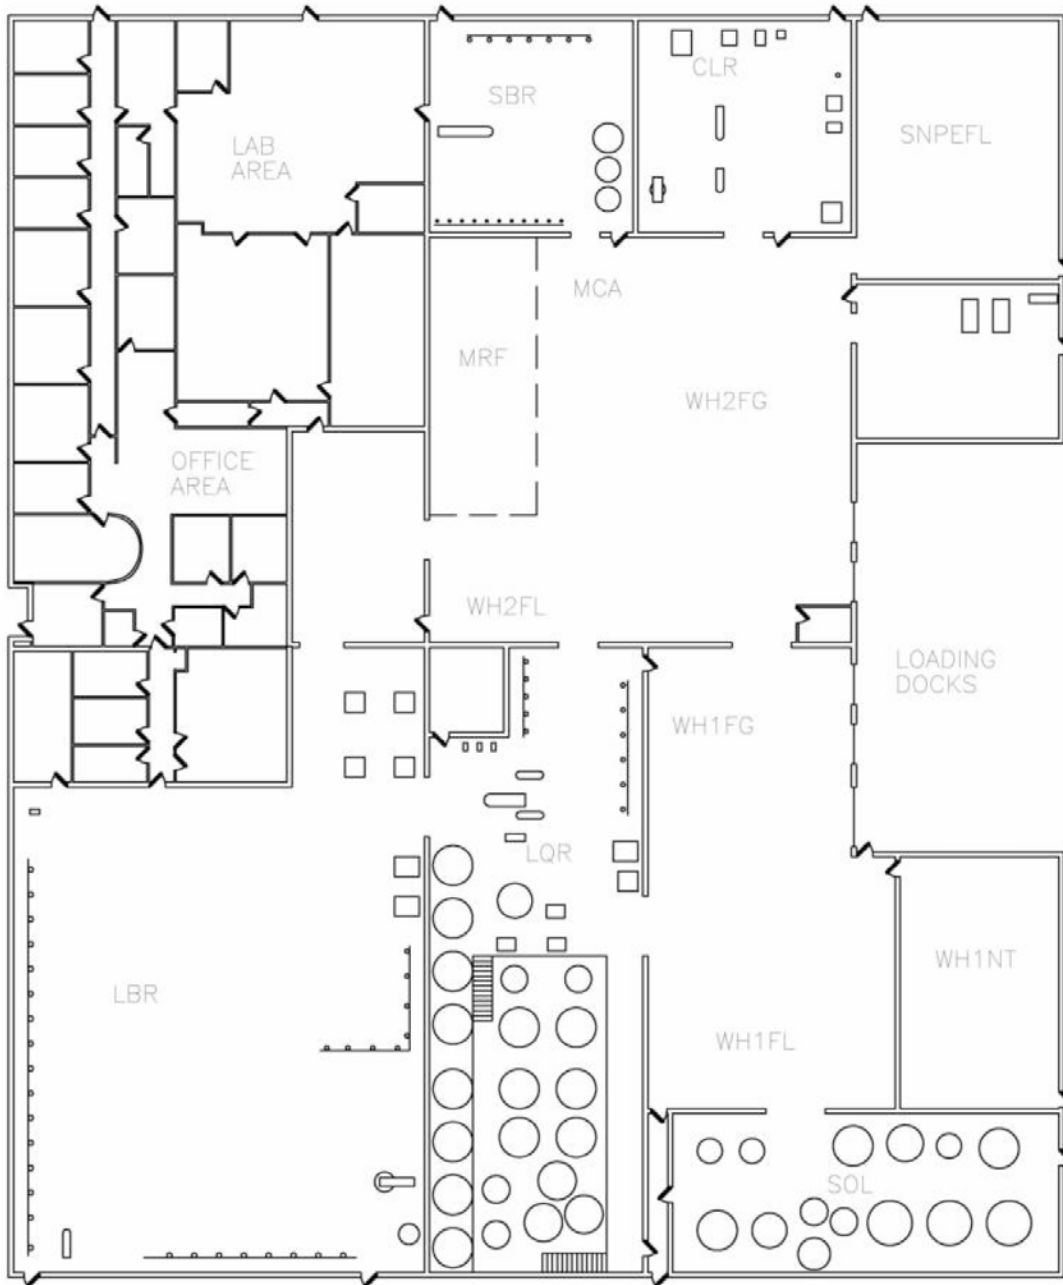 CLR
SBR
SNPEFL
LAB
AREA
MCA
MRF
WH2FG
OFFICE
AREA
WH2FL
LOADING
DOCKS
WH1FG
LQR
WH1NT
LBR
WH1FL
SOL